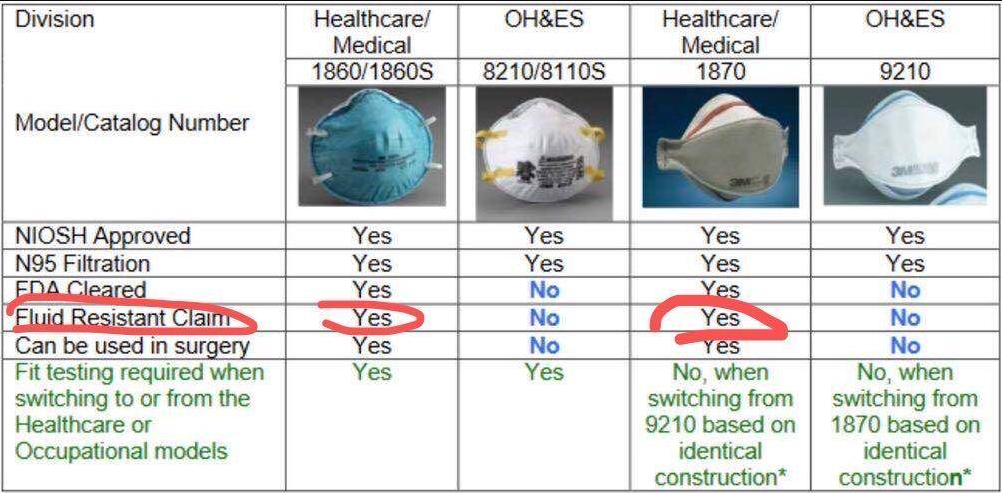 Division Healthcare/ OH&ES Healthcare/ OH&ES
Medical Medical
1860/1860S 8210/8110S 1870 9210
Model/Catalog Number
3M 3M
NIOSH Approved Yes Yes Yes Yes
N95 Filtration Yes Yes Yes Yes
FDA Cleared Yes No Yes No
Fluid Resistant Claim Yes No Yes No
Can be used in surgery Yes No Yes No
Fit testing required when Yes Yes No, when No, when
switching to or from the switching from switching from
Healthcare or 9210 based on 1870 based on
Occupational models identical identical
construction* construction*